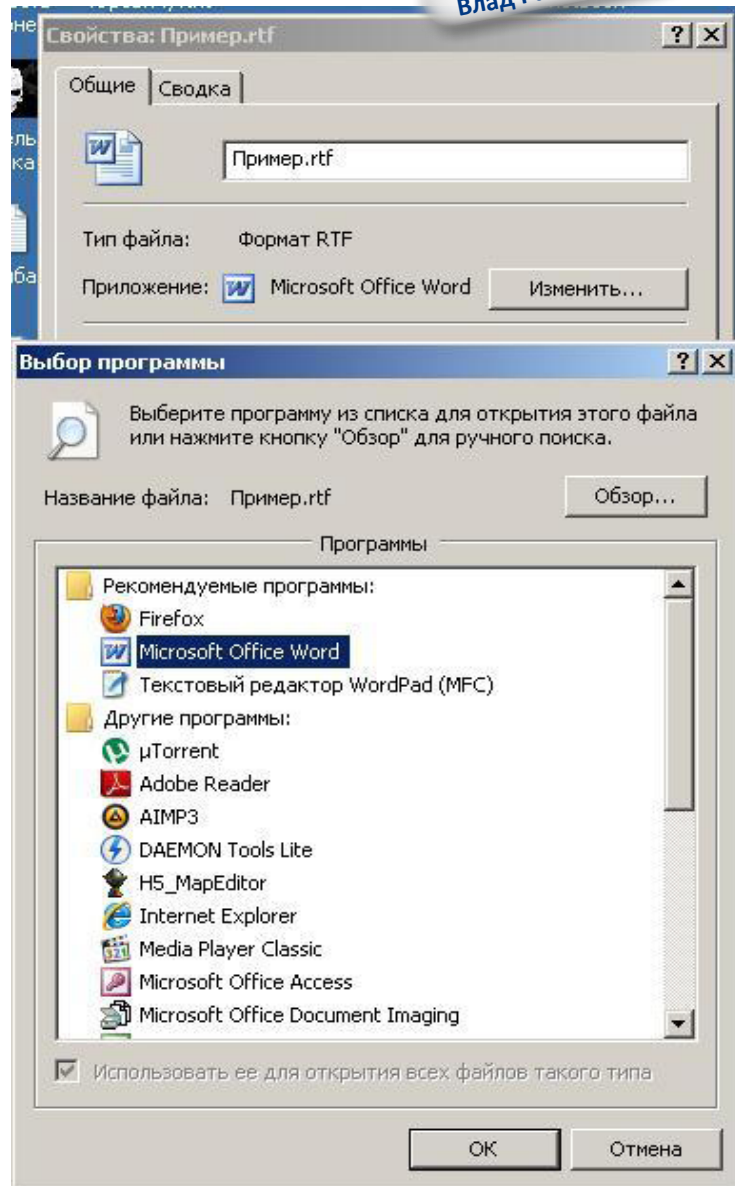 Влад
Свойства: Пример.rtf
Общие Сводка
Пример.rtf
Тип файла: Формат RTF
Приложение: Microsoft Office Word Изменить...
Выбор программы
Выберите программу из списка для открытия этого файла
или нажмите кнопку "Обзор" для ручного поиска.
Название файла: Пример.rtf Обзор...
Программы
Рекомендуемые программы:
Firefox
Microsoft Office Word
Текстовый редактор WordPad (MFC)
Другие программы:
µTorrent
Adobe Reader
AIMP3
DAEMON Tools Lite
H5_MapEditor
Internet Explorer
Media Player Classic
Microsoft Office Access
Microsoft Office Document Imaging
Использовать ее для открытия всех файлов такого типа
ОК Отмена